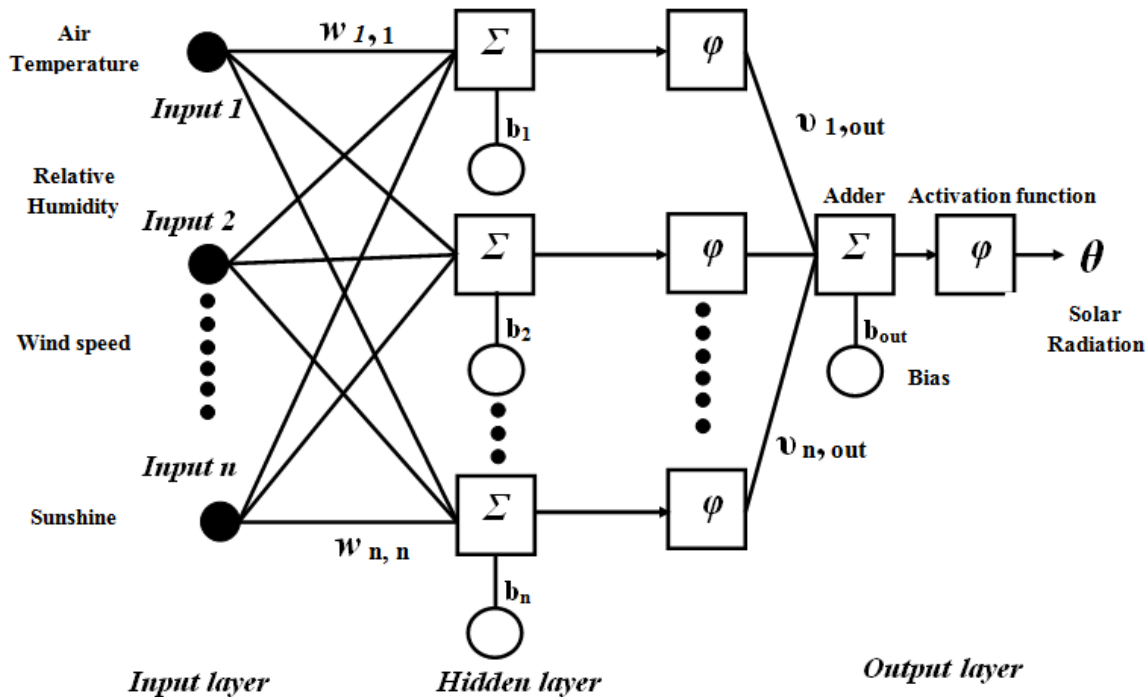 Air
Temperature
w 1, 1
Σ
φ
Input 1
b1
υ 1,out
Relative
Humidity
Input 2
Adder
Activation function
Σ
φ
Σ
φ
θ
Wind speed
b2
bout
Solar
Radiation
Bias
Input n
υ n, out
Sunshine
Σ
φ
w n, n
bn
Input layer
Hidden layer
Output layer